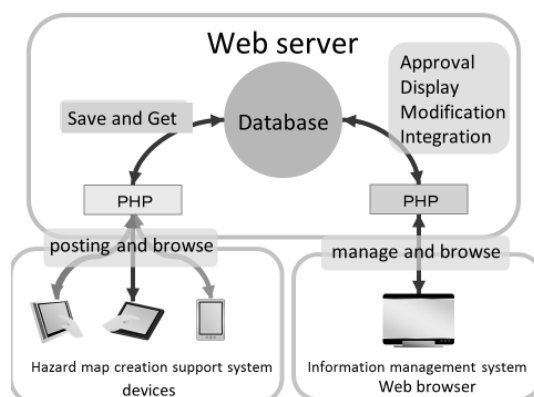 Web server
Approval
Display
Modification
Integration
Save and Get
Database
PHP
PHP
posting and browse
manage and browse
Hazard map creation support system
devices
Information management system
Web browser